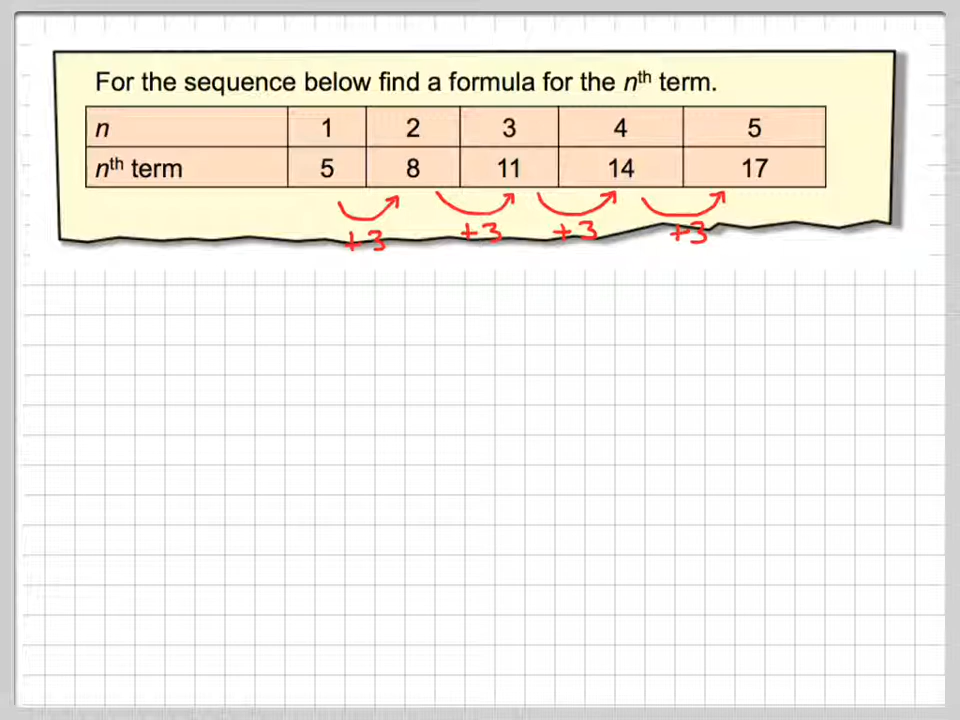 For the sequence below find a formula for the nth term.
n 1 2 3 4 5
nth term 5 8 11 14 17
+3 +3 +3 +3